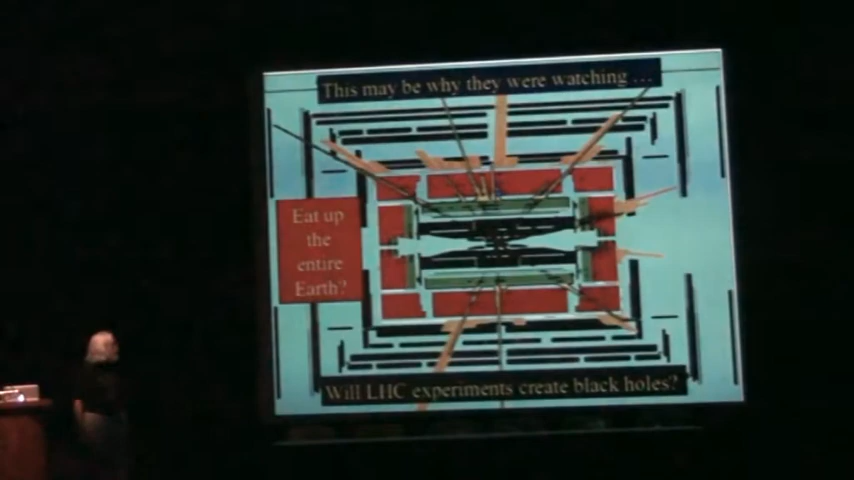 This may be why they were watching ...
Eat up
the
entire
Earth?
Will LHC experiments create black holes?